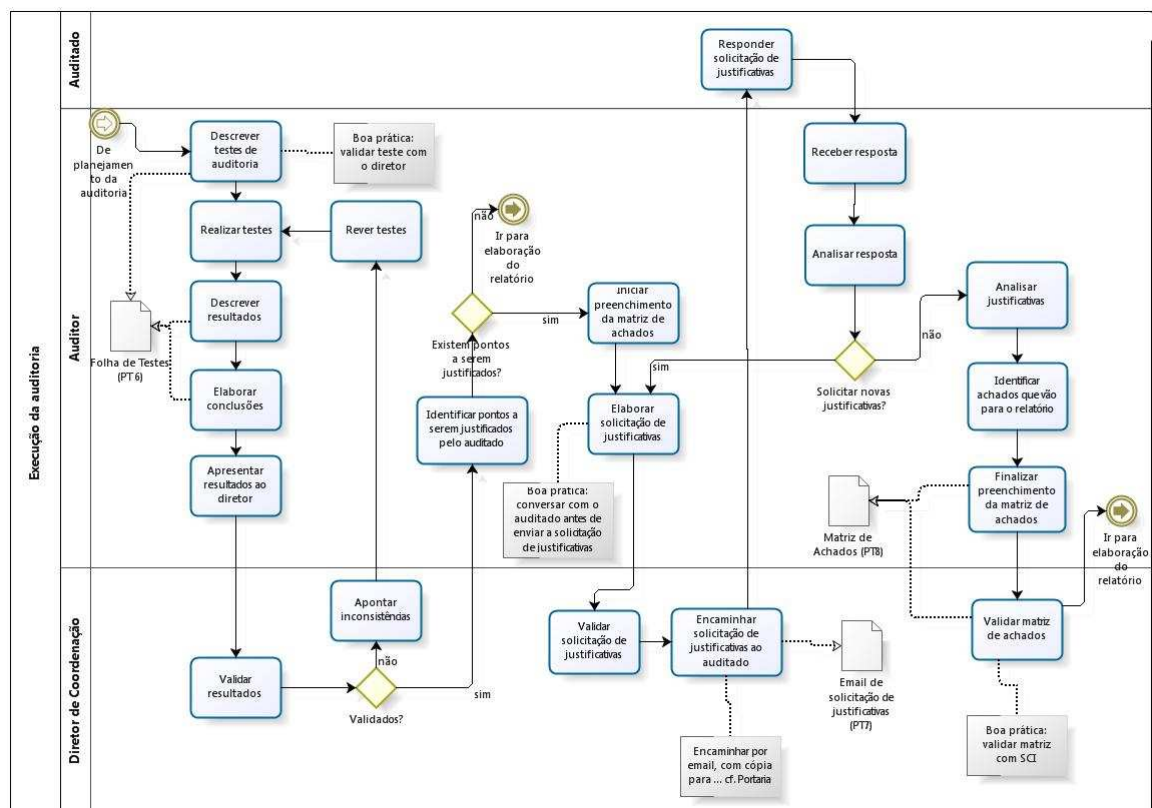 Execução da auditoria
Auditado
Responder
solicitação de
justificativas
Auditor
De
planejamen
to da
auditoria
Descrever
testes de
auditoria
Boa prática:
validar teste com
o diretor
Realizar testes
Rever testes
Descrever
resultados
Folha de Testes
(PT 6)
Elaborar
conclusões
Apresentar
resultados ao
diretor
não
Ir para
elaboração
do
relatório
Existem pontos
a serem
justificados?
sim
Identificar pontos a
serem justificados
pelo auditado
Iniciar
preenchimento
da matriz de
achados
Elaborar
solicitação de
justificativas
Boa prática:
conversar com o
auditado antes de
enviar a solicitação
de justificativas
Receber resposta
Analisar resposta
sim
não
Solicitar novas
justificativas?
Analisar
justificativas
Identificar
achados que vão
para o relatório
Finalizar
preenchimento
da matriz de
achados
Matriz de
Achados (PT8)
Ir para
elaboração
do
relatório
Diretor de Coordenação
Validar
resultados
Apontar
inconsistências
não
sim
Validados?
Validar
solicitação de
justificativas
Encaminhar
solicitação de
justificativas ao
auditado
Email de
solicitação de
justificativas
(PT7)
Encaminhar por
email, com cópia
para ... cf. Portaria
Validar matriz
de achados
Boa prática:
validar matriz
com SCI